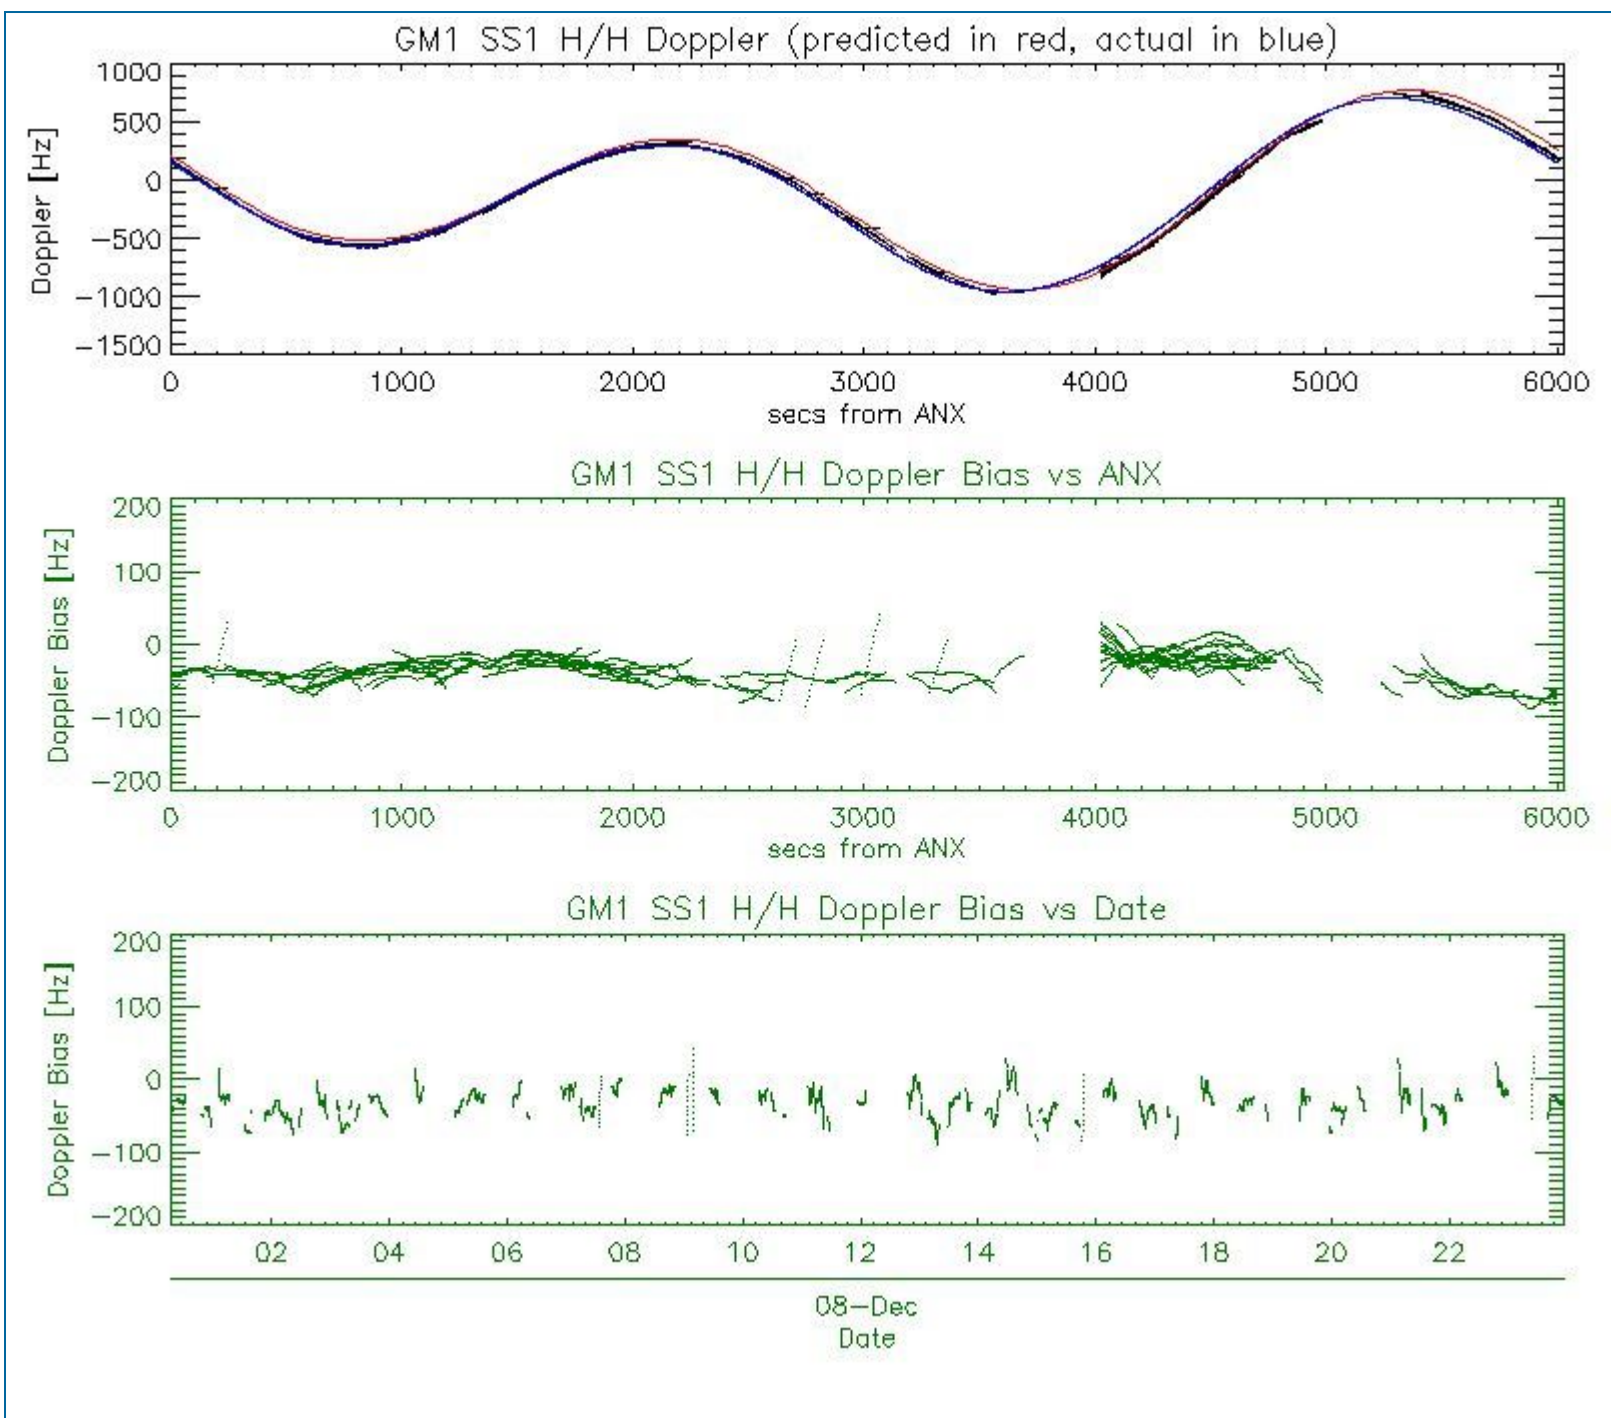 GM1 SS1 H/H Doppler (predicted in red, actual in blue)
1000
500
0
−500
−1000
−1500
Doppler [Hz]
0 1000 2000 3000 4000 5000 6000
secs from ANX
GM1 SS1 H/H Doppler Bias vs ANX
200
100
0
−100
−200
Doppler Bias [Hz]
0 1000 2000 3000 4000 5000 6000
secs from ANX
GM1 SS1 H/H Doppler Bias vs Date
200
100
0
−100
−200
Doppler Bias [Hz]
02 04 06 08 10 12 14 16 18 20 22
08−Dec
Date